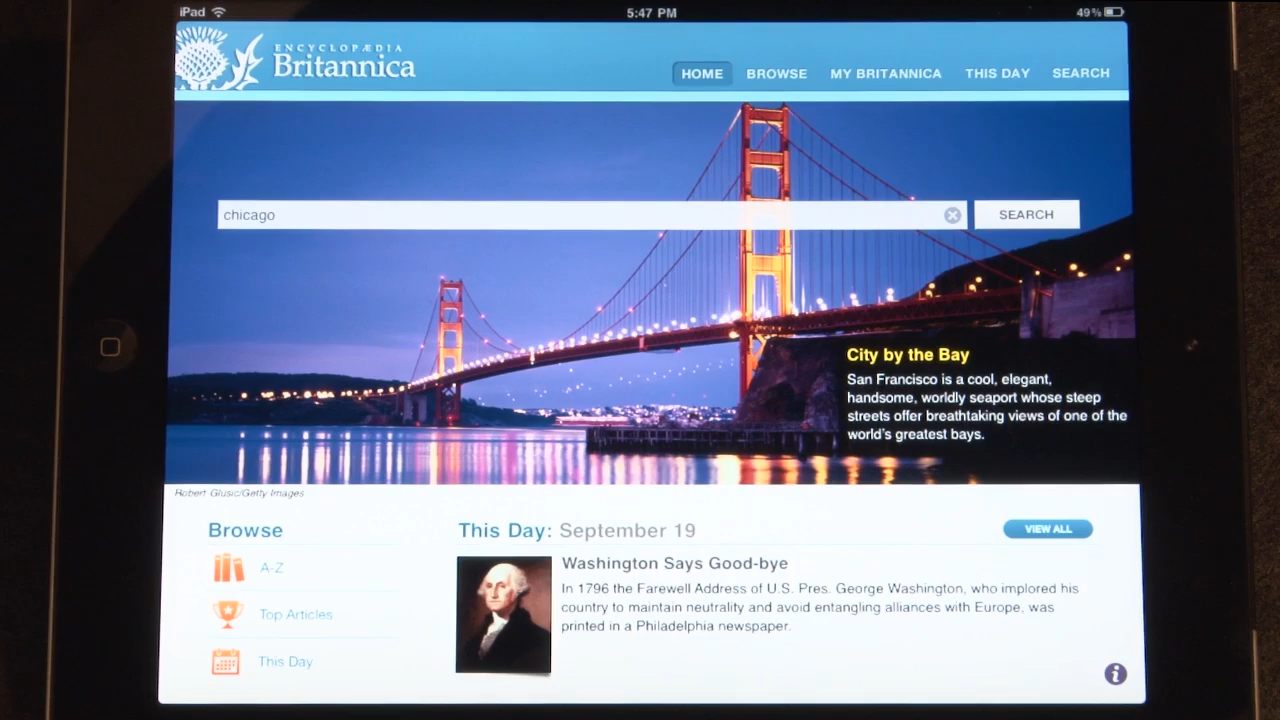 iPad
5:47 PM
49%
ENCYCLOPÆDIA
Britannica
HOME
BROWSE
MY BRITANNICA
THIS DAY
SEARCH
chicago
SEARCH
City by the Bay
San Francisco is a cool, elegant,
handsome, worldly seaport whose steep
streets offer breathtaking views of one of the
world's greatest bays.
Robert Glusic/Getty Images
Browse
A-Z
Top Articles
This Day
This Day: September 19
VIEW ALL
Washington Says Good-bye
In 1796 the Farewell Address of U.S. Pres. George Washington, who implored his
country to maintain neutrality and avoid entangling alliances with Europe, was
printed in a Philadelphia newspaper.
i